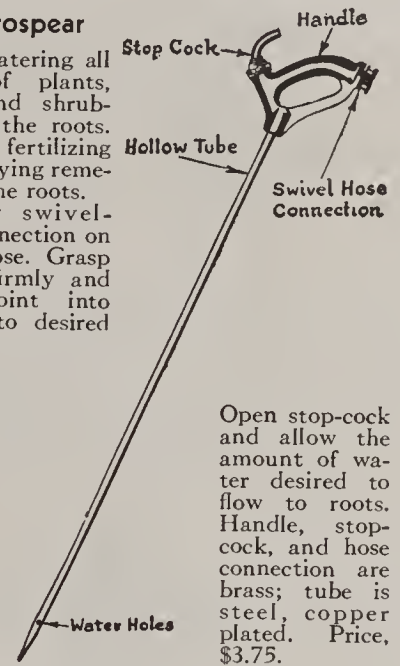 rospear
atering all
of plants,
nd shrub-
the roots.
fertilizing
ying reme-
ne roots.
swivel-
nection on
ose. Grasp
irmly and
oint into
to desired
Stop Cock
Handle
Hollow Tube
Swivel Hose
Connection
Water Holes
Open stop-cock
and allow the
amount of wa-
ter desired to
flow to roots.
Handle, stop-
cock, and hose
connection are
brass; tube is
steel, copper
plated. Price,
$3.75.